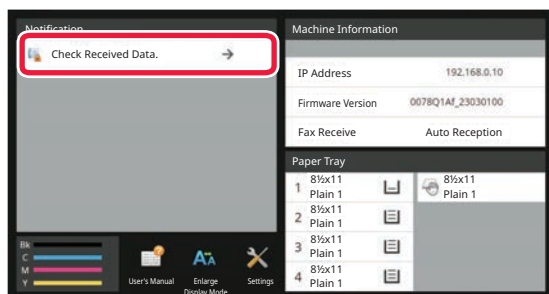 Notification
Check Received Data.
Machine Information
IP Address 192.168.0.10
Firmware Version 0078Q1Af_23030100
Fax Receive Auto Reception
Paper Tray
1 8½x11
Plain 1
8½x11
Plain 1
2 8½x11
Plain 1
3 8½x11
Plain 1
4 8½x11
Plain 1
Bk
C
M
Y
User's Manual
Enlarge
Display Mode
Settings